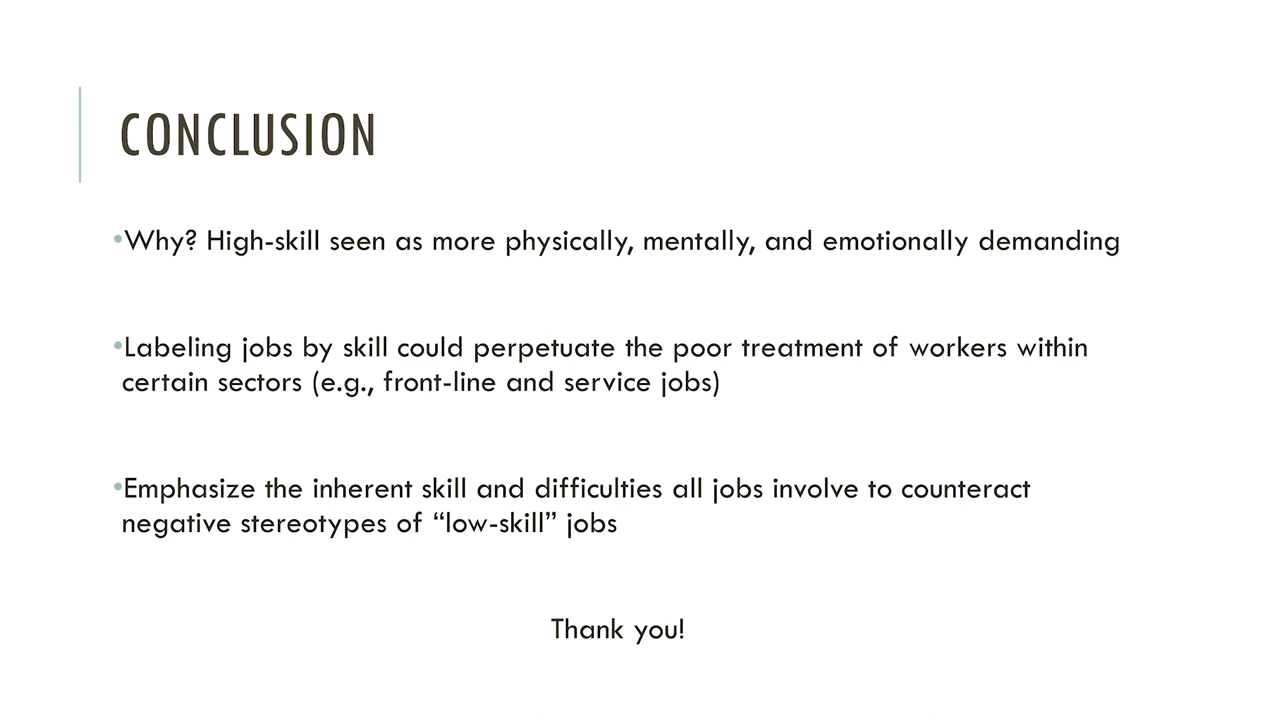 CONCLUSION
•Why? High-skill seen as more physically, mentally, and emotionally demanding
•Labeling jobs by skill could perpetuate the poor treatment of workers within
certain sectors (e.g., front-line and service jobs)
•Emphasize the inherent skill and difficulties all jobs involve to counteract
negative stereotypes of “low-skill” jobs
Thank you!